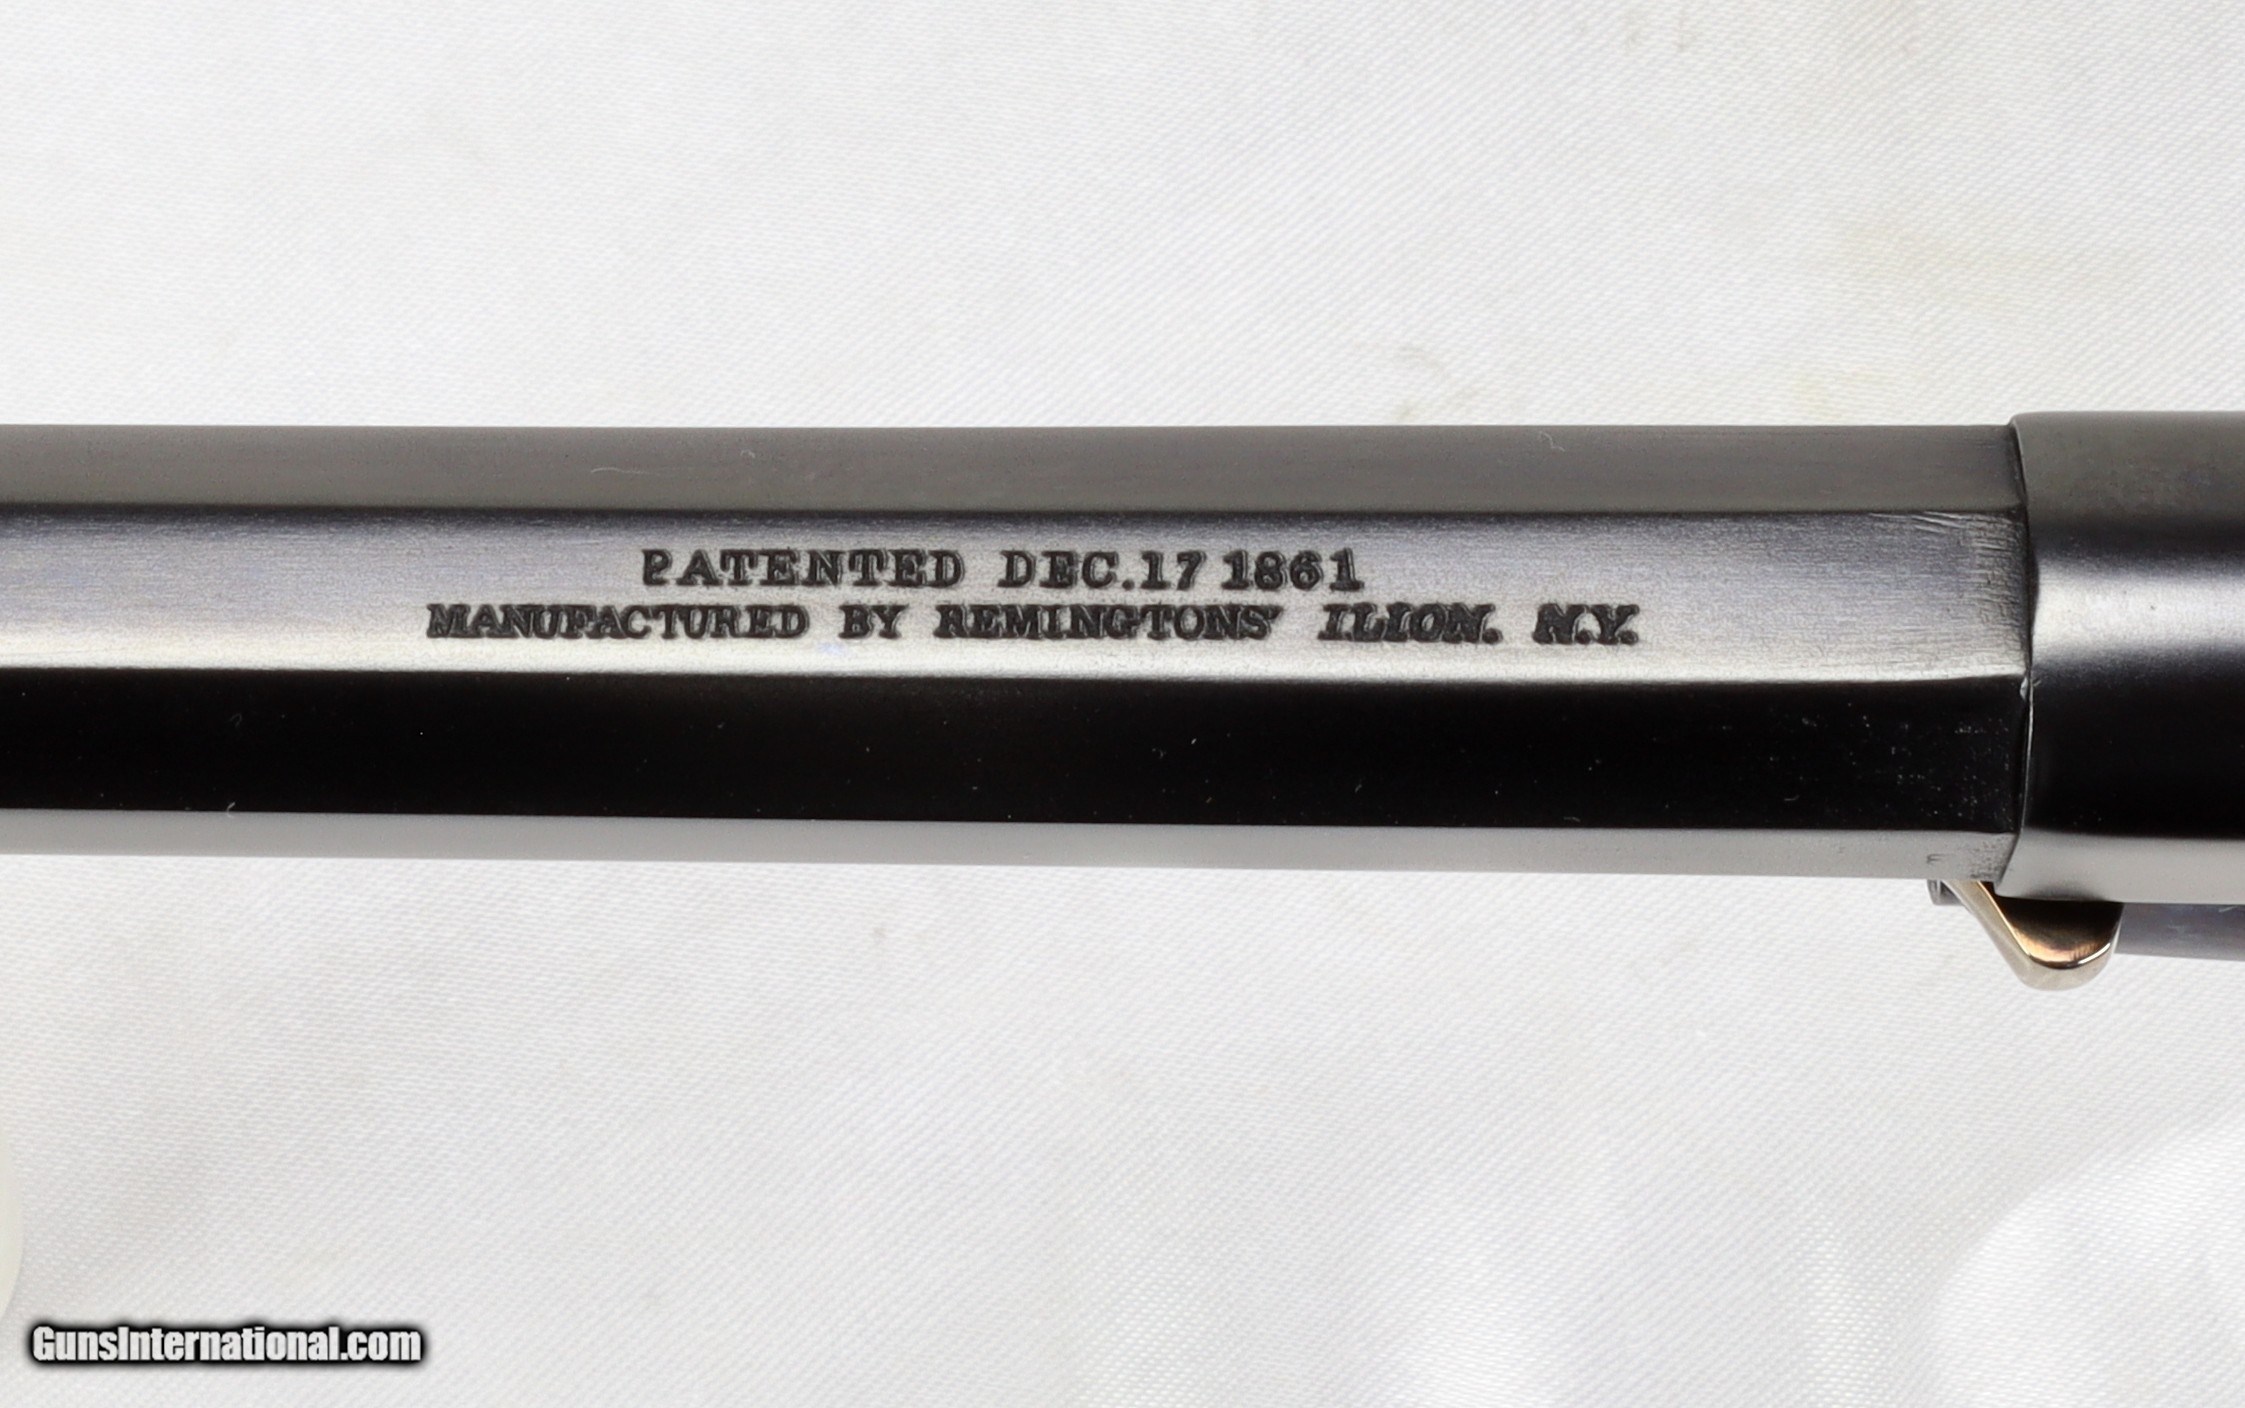 PATENTED DEC. 17 1861
MANUFACTURED BY REMINGTONS' ILION. N.Y.
GunsInternational.com